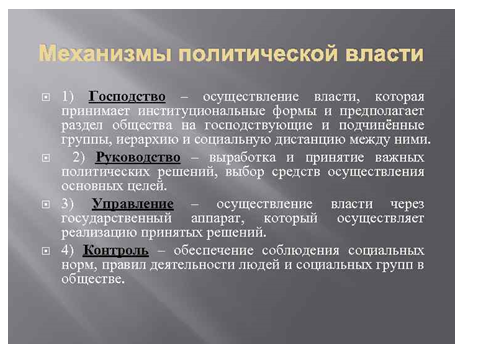 Механизмы политической власти
1) Господство – осуществление власти, которая
принимает институциональные формы и предполагает
раздел общества на господствующие и подчинённые
группы, иерархию и социальную дистанцию между ними.
2) Руководство – выработка и принятие важных
политических решений, выбор средств осуществления
основных целей.
3) Управление – осуществление власти через
государственный аппарат, который осуществляет
реализацию принятых решений.
4) Контроль – обеспечение соблюдения социальных
норм, правил деятельности людей и социальных групп в
обществе.